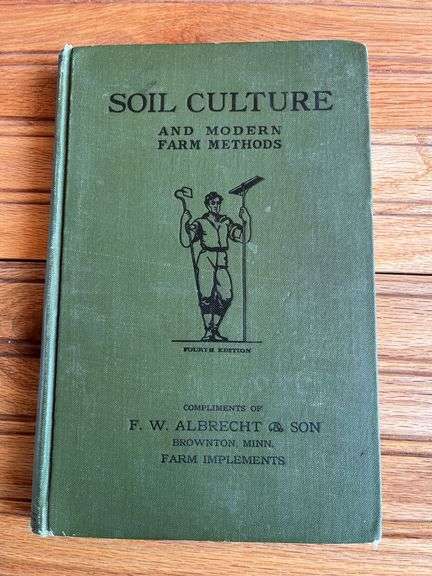 SOIL CULTURE
AND MODERN
FARM METHODS
FOURTH EDITION
COMPLIMENTS OF
F. W. ALBRECHT & SON
BROWNTON, MINN.
FARM IMPLEMENTS